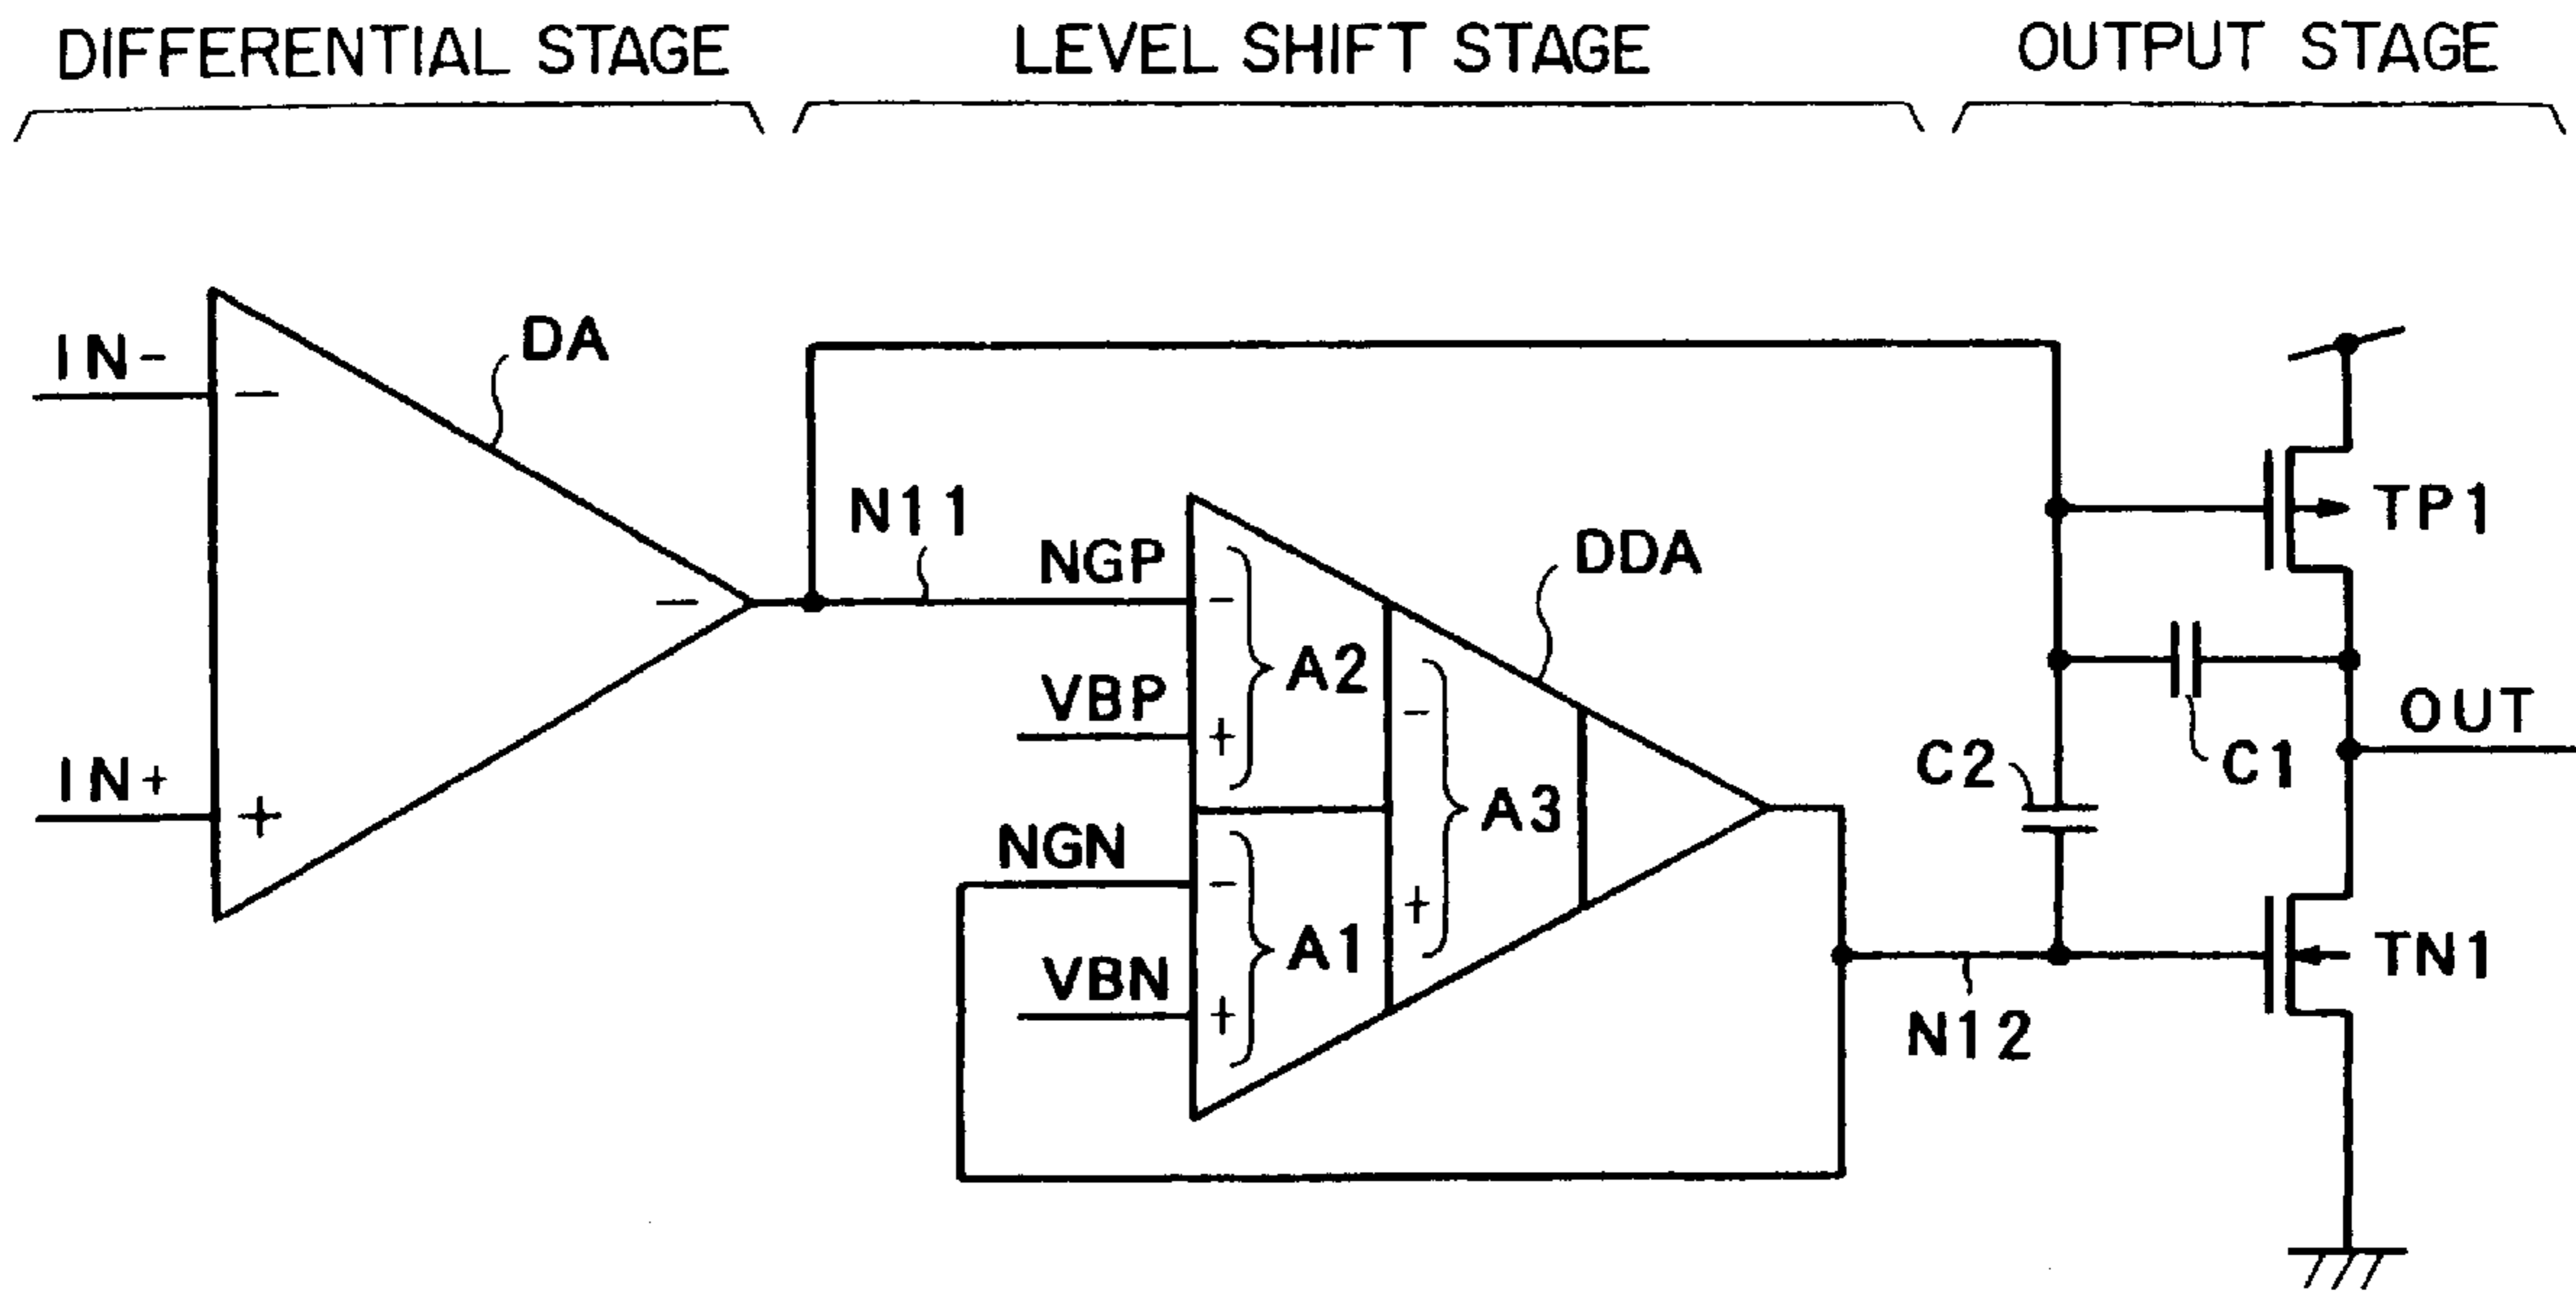 DIFFERENTIAL STAGE
LEVEL SHIFT STAGE
OUTPUT STAGE
IN-
-
DA
IN+
+
-
N11
NGP
-
A2
VBP
+
NGN
-
A1
VBN
+
DDA
-
A3
+
TP1
OUT
C1
C2
TN1
N12